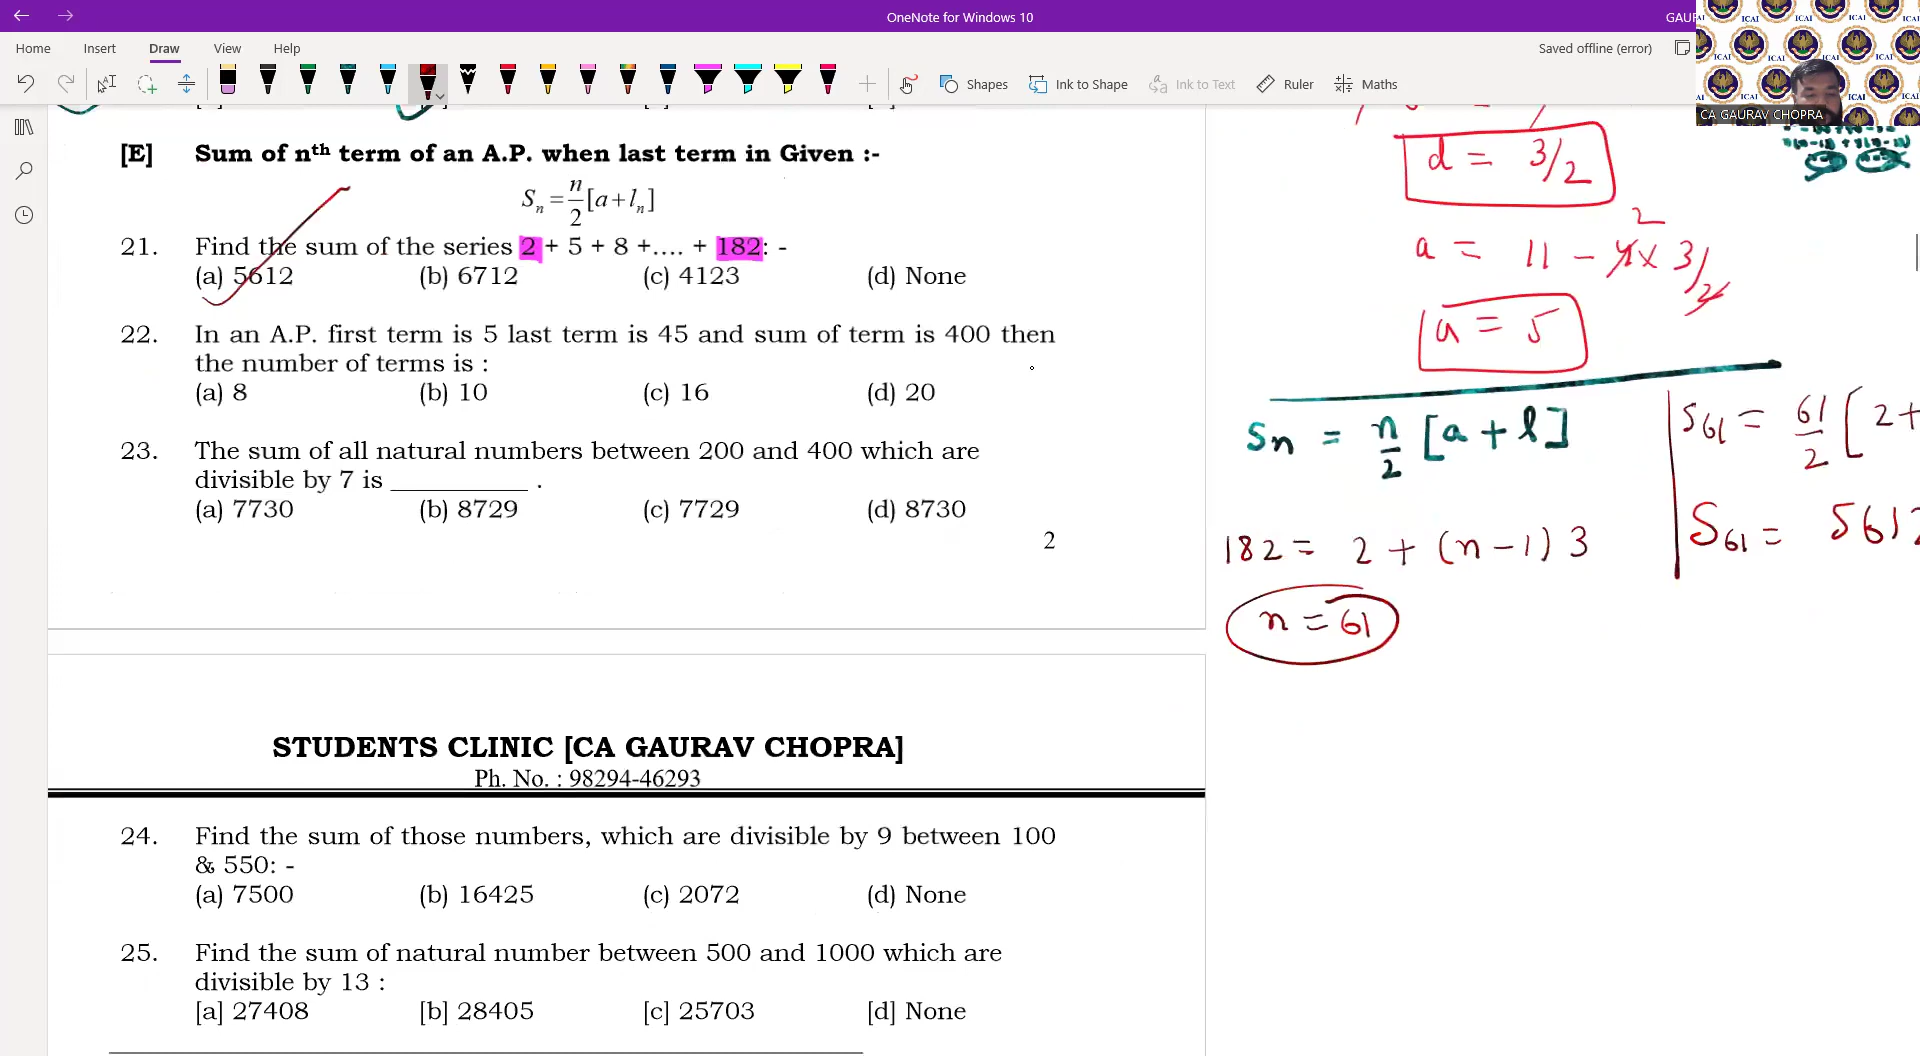 OneNote for Windows 10
Home Insert Draw View Help
Saved offline (error)
Shapes Ink to Shape Ink to Text Ruler Maths
CA GAURAV CHOPRA
[E] Sum of nth term of an A.P. when last term in Given :-
Sn = n/2 [a + ln]
21. Find the sum of the series 2 + 5 + 8 +.... + 182: -
(a) 5612 (b) 6712 (c) 4123 (d) None
22. In an A.P. first term is 5 last term is 45 and sum of term is 400 then
the number of terms is :
(a) 8 (b) 10 (c) 16 (d) 20
23. The sum of all natural numbers between 200 and 400 which are
divisible by 7 is __________ .
(a) 7730 (b) 8729 (c) 7729 (d) 8730
2
STUDENTS CLINIC [CA GAURAV CHOPRA]
Ph. No. : 98294-46293
24. Find the sum of those numbers, which are divisible by 9 between 100
& 550: -
(a) 7500 (b) 16425 (c) 2072 (d) None
25. Find the sum of natural number between 500 and 1000 which are
divisible by 13 :
[a] 27408 [b] 28405 [c] 25703 [d] None
d = 3/2
2
a = 11 - 4 x 3/2
a = 5
Sn = n/2 [a + l]
182 = 2 + (n - 1) 3
n = 61
S61 = 61/2 [2 +
S61 = 5612